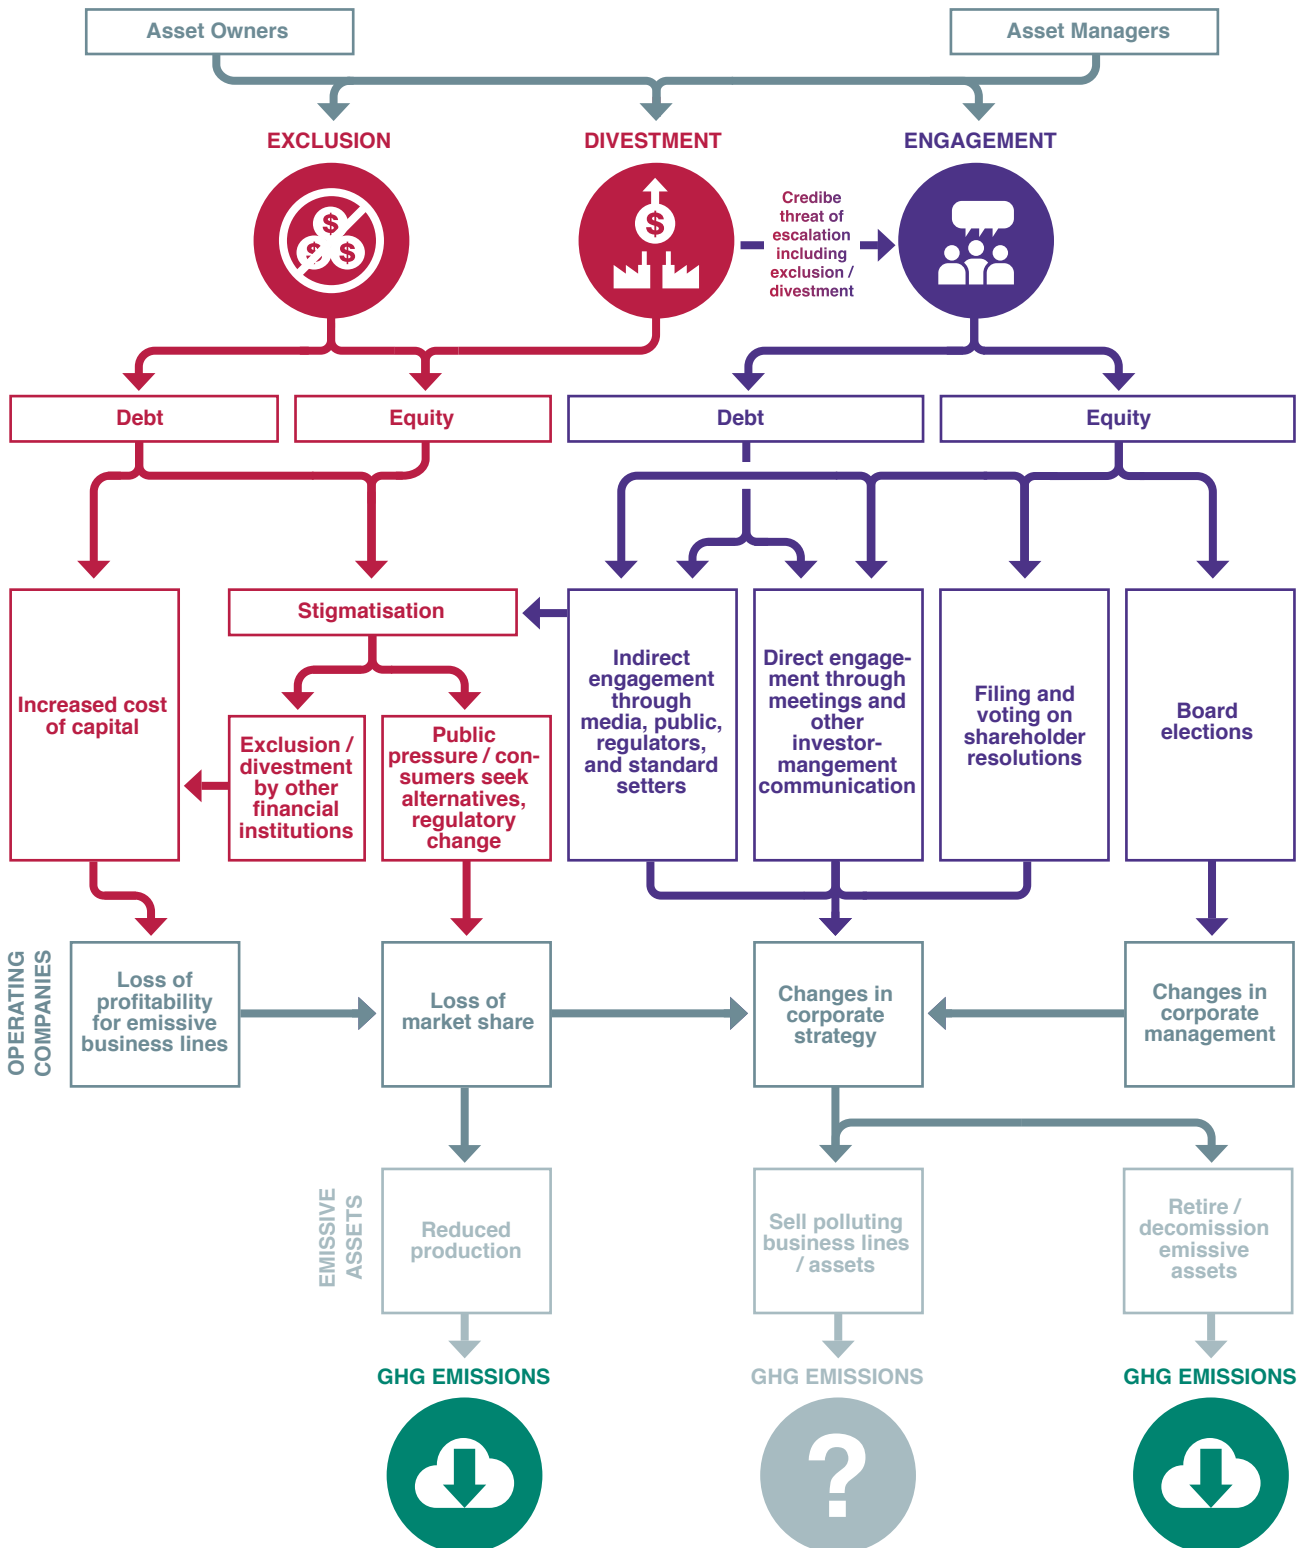 Asset Owners
Asset Managers
EXCLUSION
DIVESTMENT
ENGAGEMENT
$
$
$
$
Credibe
threat of
escalation
including
exclusion /
divestment
Debt
Equity
Debt
Equity
Increased cost
of capital
Stigmatisation
Exclusion /
divestment
by other
financial
institutions
Public
pressure / con-
sumers seek
alternatives,
regulatory
change
Indirect
engagement
through
media, public,
regulators,
and standard
setters
Direct engage-
ment through
meetings and
other
investor-
mangement
communication
Filing and
voting on
shareholder
resolutions
Board
elections
OPERATING
COMPANIES
Loss of
profitability
for emissive
business lines
Loss of
market share
Changes in
corporate
strategy
Changes in
corporate
management
EMISSIVE
ASSETS
Reduced
production
Sell polluting
business lines
/ assets
Retire /
decomission
emissive
assets
GHG EMISSIONS
GHG EMISSIONS
GHG EMISSIONS
?